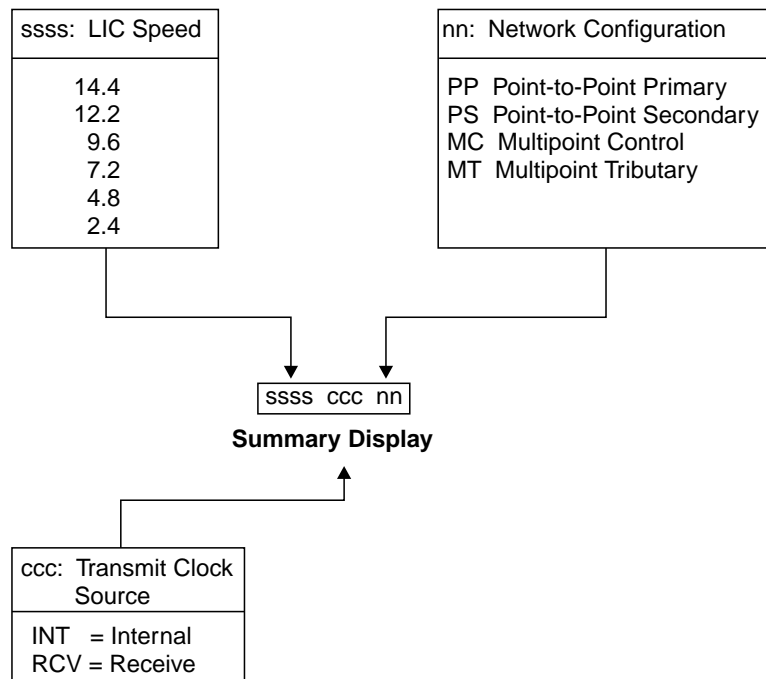 ssss: LIC Speed
14.4
12.2
9.6
7.2
4.8
2.4
nn: Network Configuration
PP Point-to-Point Primary
PS Point-to-Point Secondary
MC Multipoint Control
MT Multipoint Tributary
ssss ccc nn
Summary Display
ccc: Transmit Clock
Source
INT = Internal
RCV = Receive